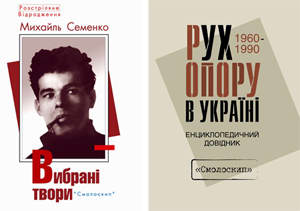 Розстріляне
Відродження
Михайль Семенко
Вибрані
твори
"Смолоскип"
РУХ
1960-
1990
ОПОРУ
В УКРАЇНІ
ЕНЦИКЛОПЕДИЧНИЙ
ДОВІДНИК
«Смолоскип»